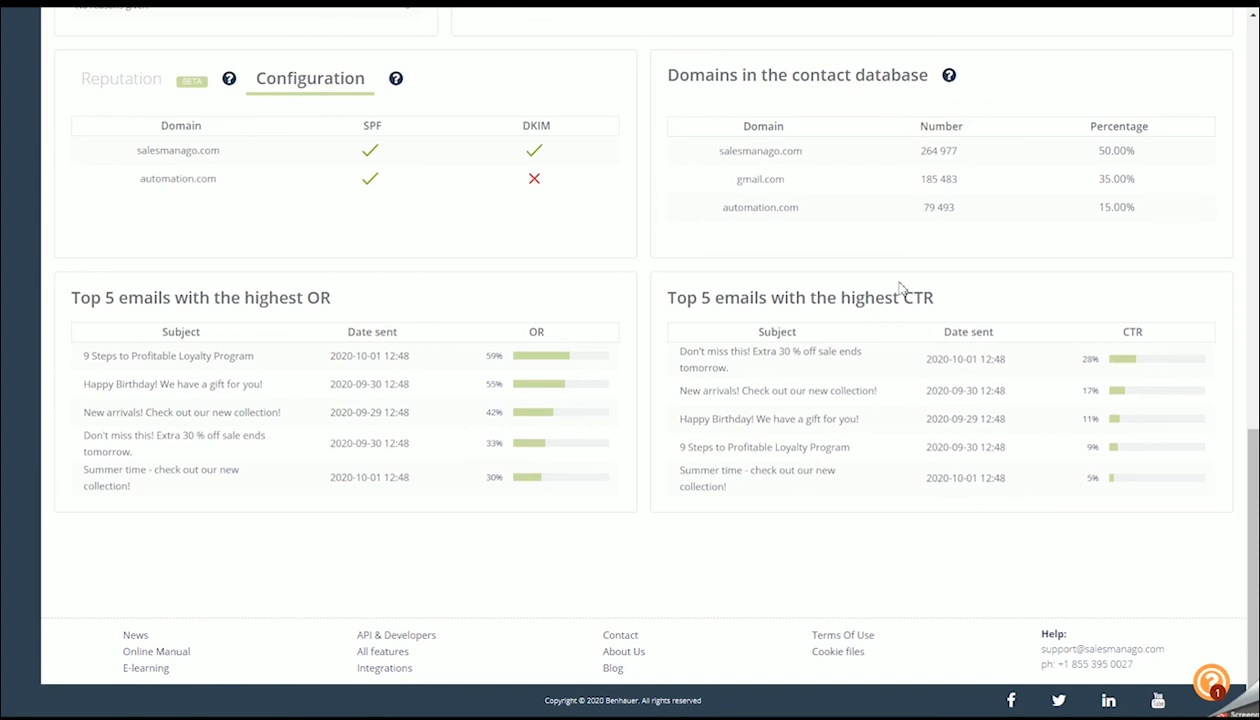 Reputation BETA ? Configuration ?
Domain SPF DKIM
salesmanago.com
automation.com
Domains in the contact database ?
Domain Number Percentage
salesmanago.com 264 977 50.00%
gmail.com 185 483 35.00%
automation.com 79 493 15.00%
Top 5 emails with the highest OR
Subject Date sent OR
9 Steps to Profitable Loyalty Program 2020-10-01 12:48 59%
Happy Birthday! We have a gift for you! 2020-09-30 12:48 55%
New arrivals! Check out our new collection! 2020-09-29 12:48 42%
Don't miss this! Extra 30 % off sale ends
tomorrow. 2020-09-30 12:48 33%
Summer time - check out our new
collection! 2020-10-01 12:48 30%
Top 5 emails with the highest CTR
Subject Date sent CTR
Don't miss this! Extra 30 % off sale ends
tomorrow. 2020-10-01 12:48 28%
New arrivals! Check out our new collection! 2020-09-30 12:48 17%
Happy Birthday! We have a gift for you! 2020-09-29 12:48 11%
9 Steps to Profitable Loyalty Program 2020-09-30 12:48 9%
Summer time - check out our new
collection! 2020-10-01 12:48 5%
News
Online Manual
E-learning
API & Developers
All features
Integrations
Contact
About Us
Blog
Terms Of Use
Cookie files
Help:
support@salesmanago.com
ph: +1 855 395 0027
Copyright © 2020 Benhauer. All rights reserved
1